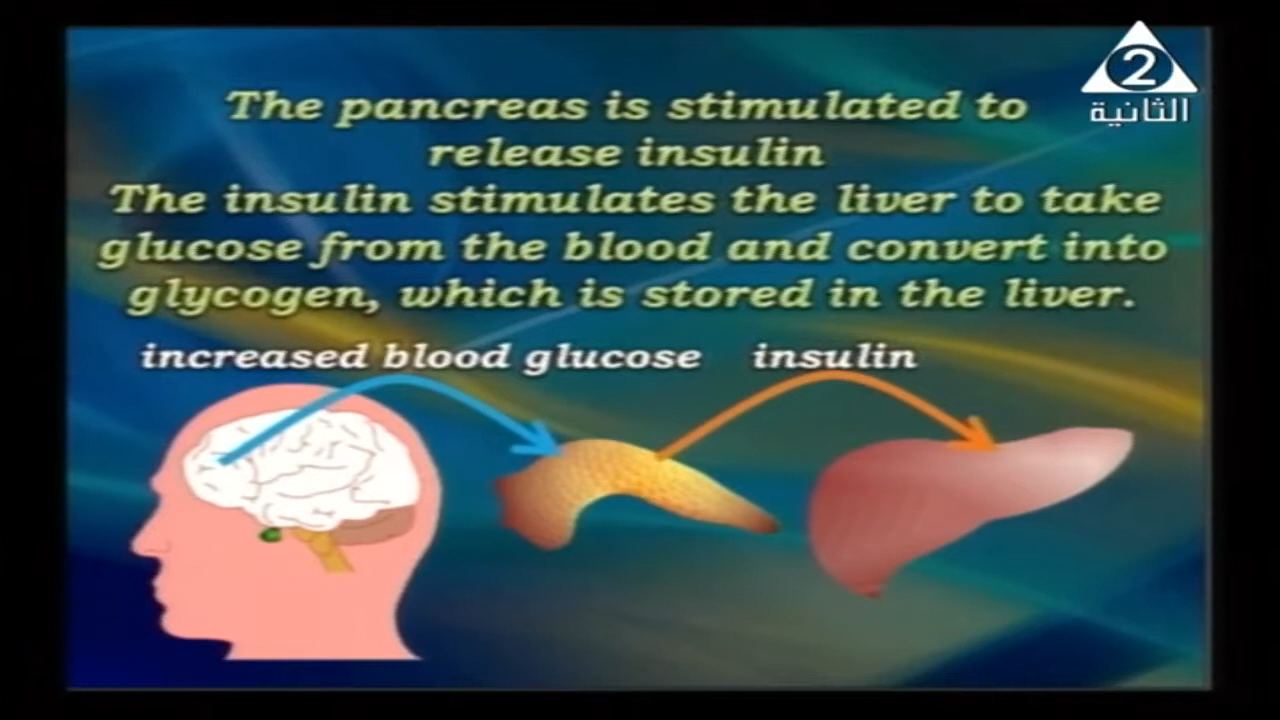 2
الثانية
The pancreas is stimulated to
release insulin
The insulin stimulates the liver to take
glucose from the blood and convert into
glycogen, which is stored in the liver.
increased blood glucose insulin